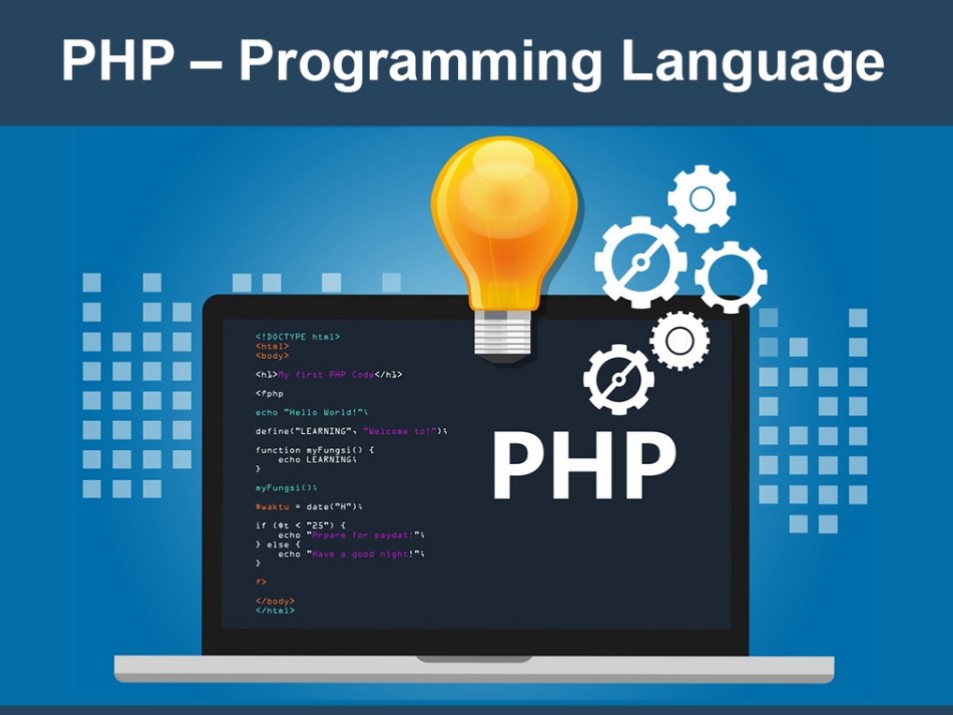 PHP – Programming Language
<!DOCTYPE html>
<html>
<body>
<h1>My first PHP Code</h1>
<?php
echo "Hello World!";
define("LEARNING", "Welcome to!");
function myFungsi() {
echo LEARNING;
}
myFungsi();
$waktu = date("H");
if ($t < "25") {
echo "Prpare for paydat!";
} else {
echo "Have a good night!";
}
?>
</body>
</html>
PHP